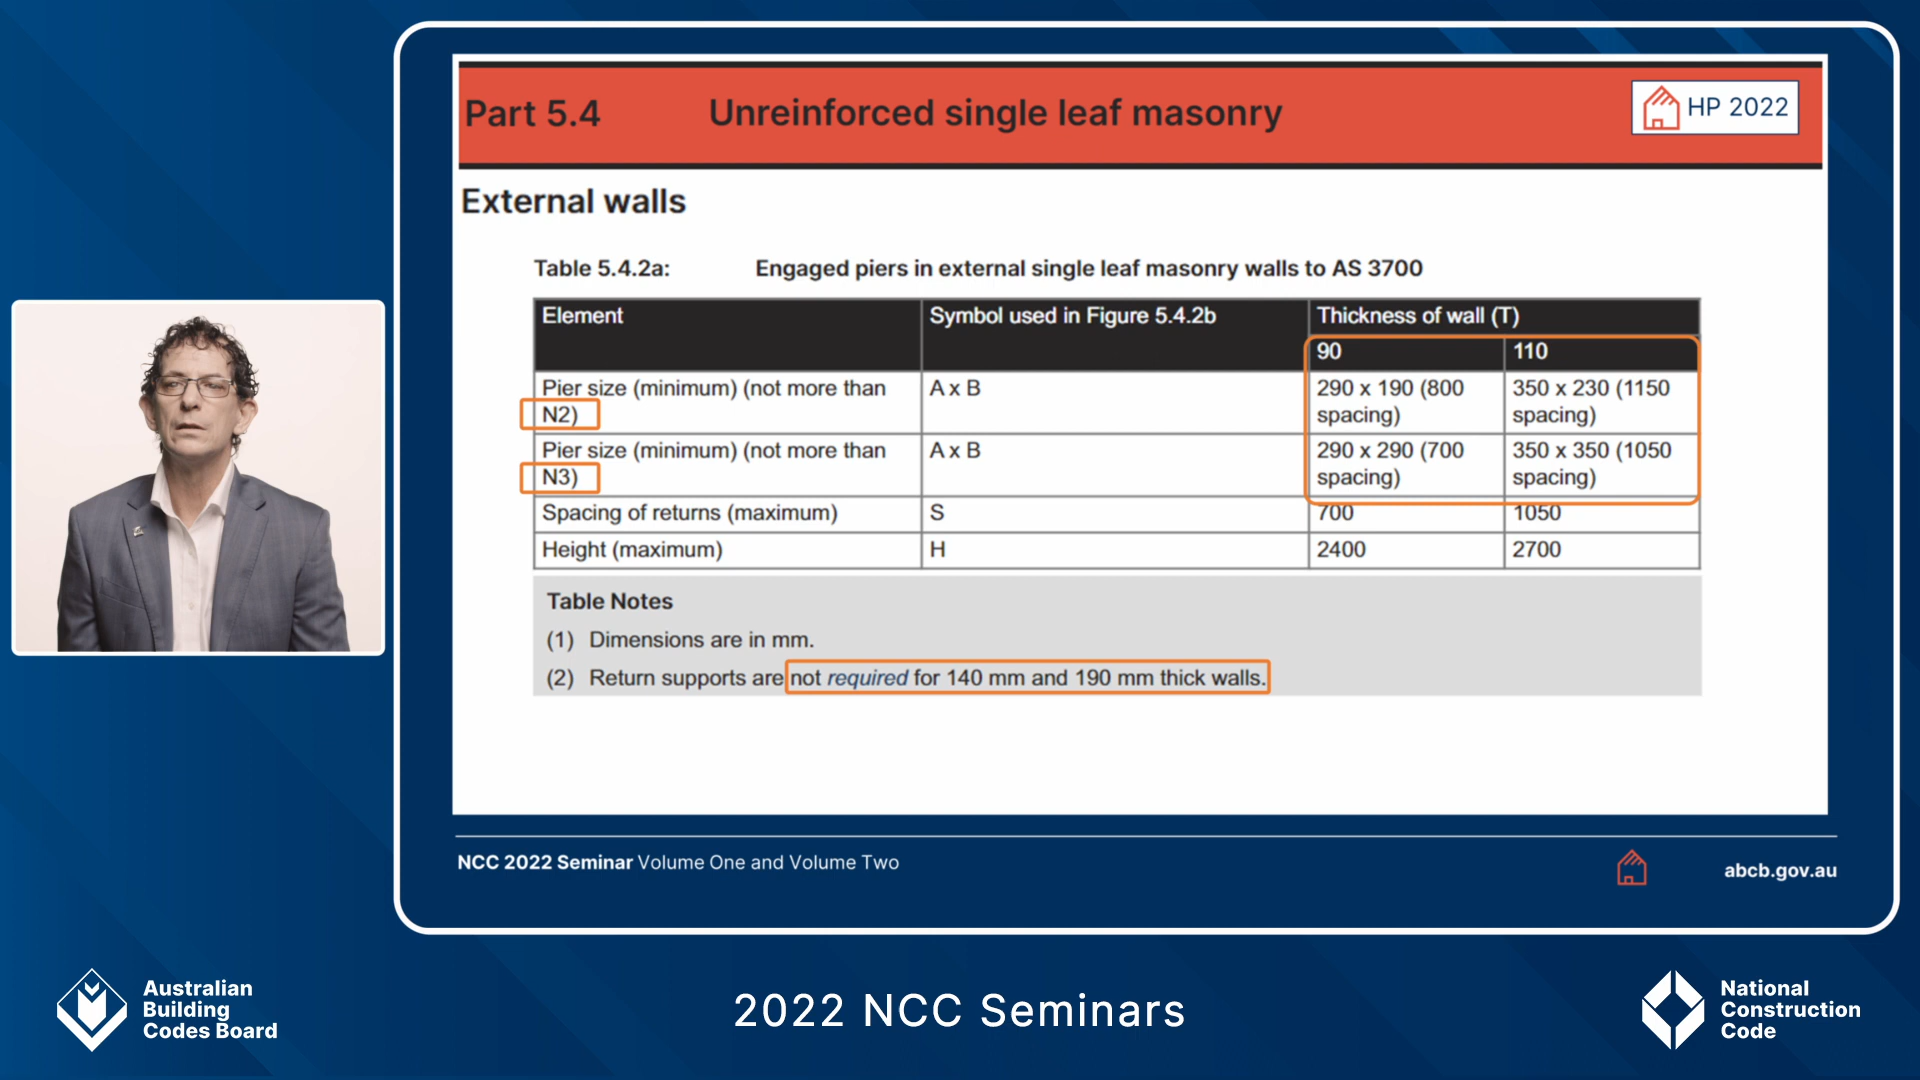 Part 5.4 Unreinforced single leaf masonry
HP 2022
External walls
Table 5.4.2a: Engaged piers in external single leaf masonry walls to AS 3700
Element Symbol used in Figure 5.4.2b Thickness of wall (T)
90 110
Pier size (minimum) (not more than N2) A x B 290 x 190 (800 spacing) 350 x 230 (1150 spacing)
Pier size (minimum) (not more than N3) A x B 290 x 290 (700 spacing) 350 x 350 (1050 spacing)
Spacing of returns (maximum) S 700 1050
Height (maximum) H 2400 2700
Table Notes
(1) Dimensions are in mm.
(2) Return supports are not required for 140 mm and 190 mm thick walls.
NCC 2022 Seminar Volume One and Volume Two
abcb.gov.au
Australian
Building
Codes Board
2022 NCC Seminars
National
Construction
Code